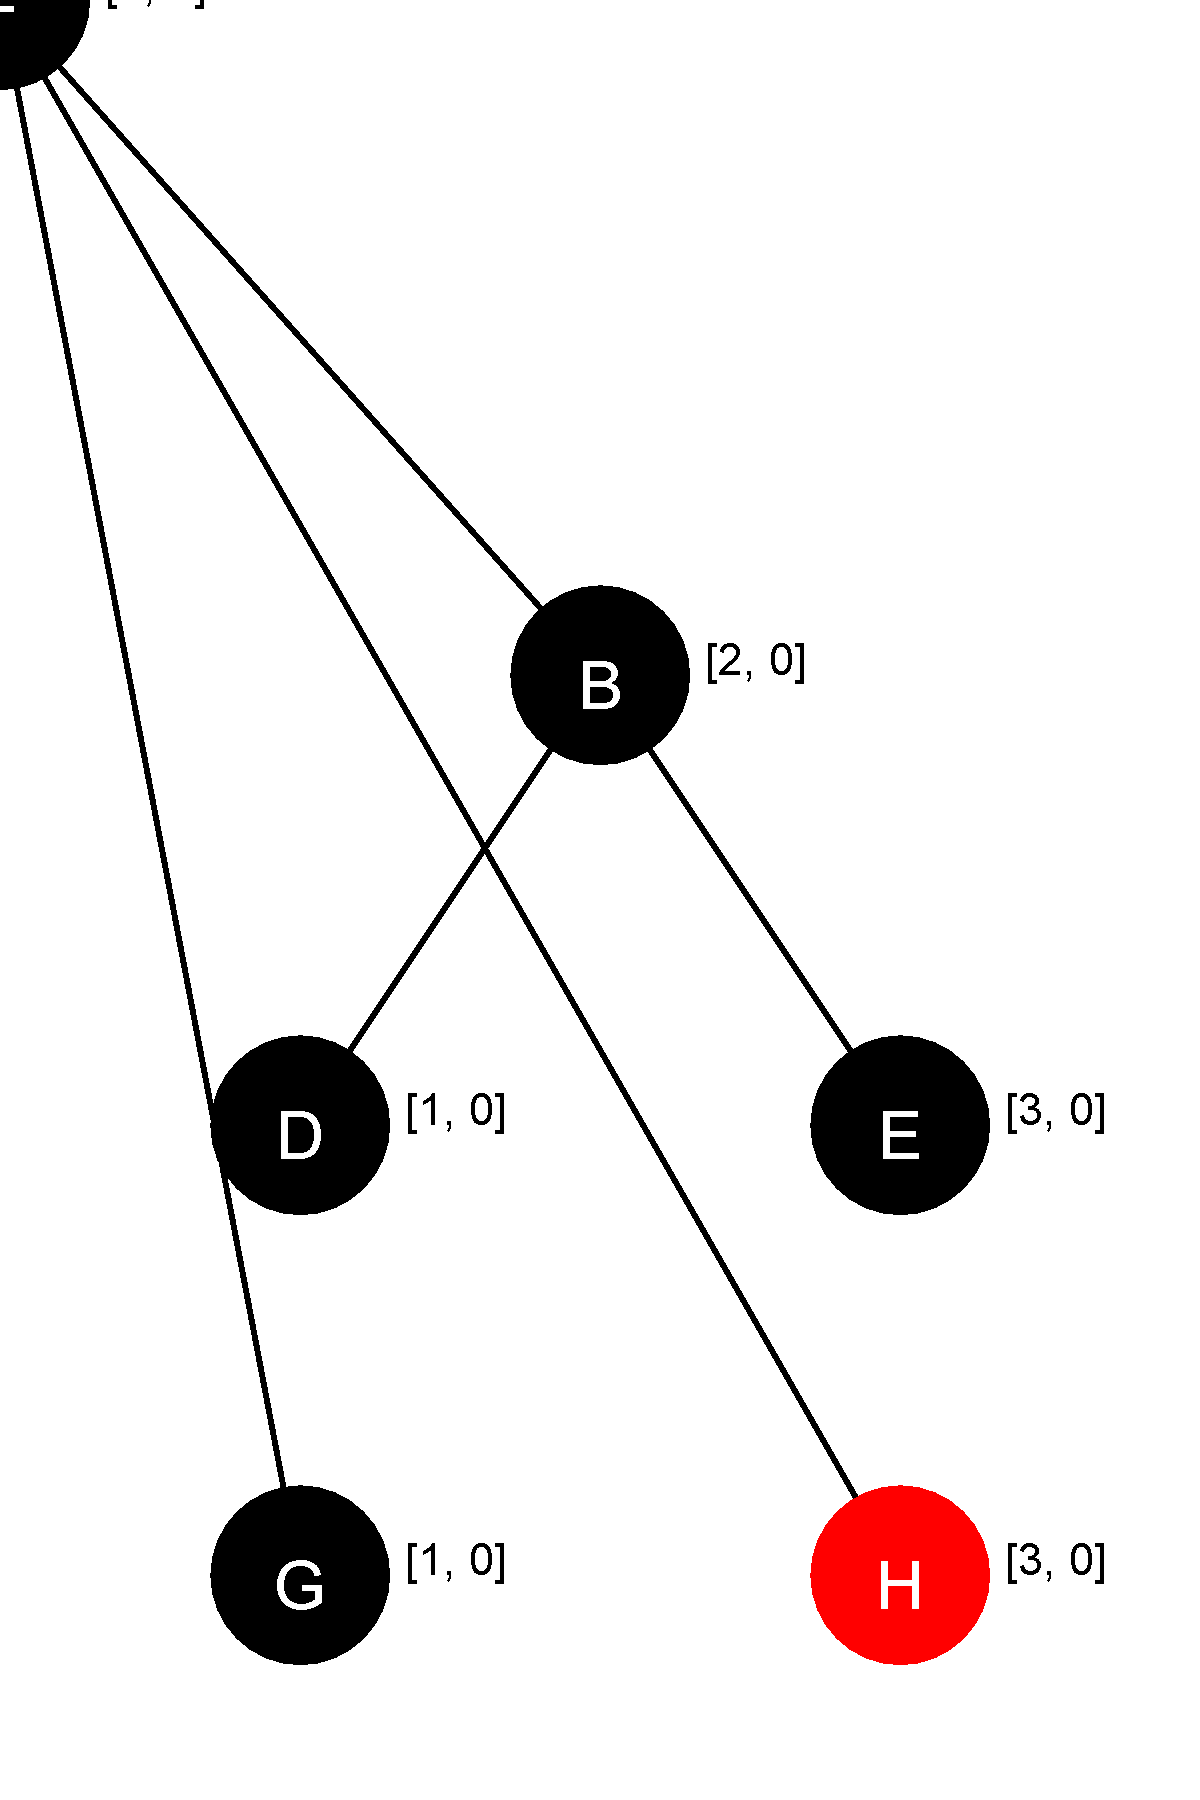 B [2, 0]
D [1, 0]
E [3, 0]
G [1, 0]
H [3, 0]